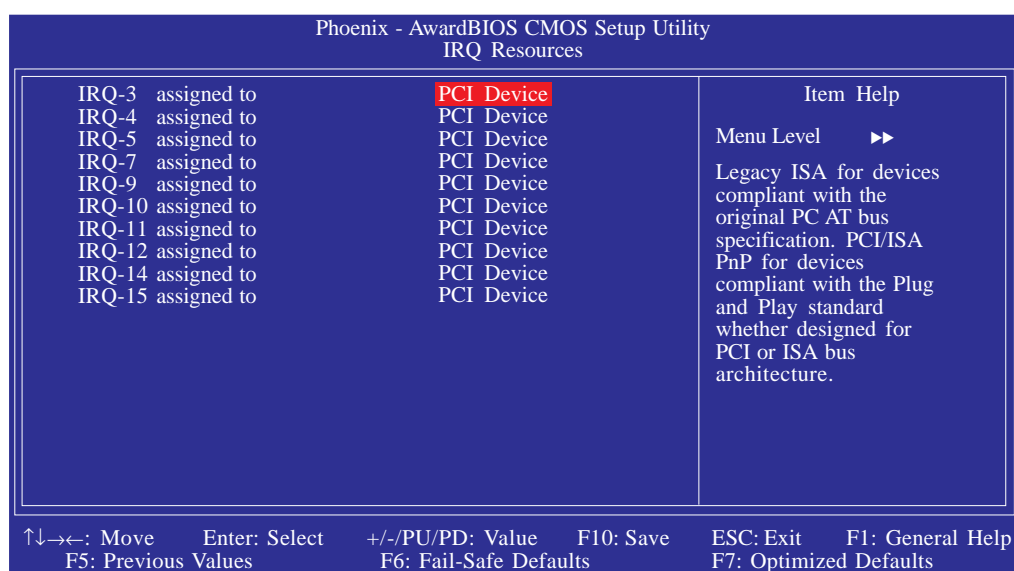 Phoenix - AwardBIOS CMOS Setup Utility
IRQ Resources
IRQ-3 assigned to PCI Device
IRQ-4 assigned to PCI Device
IRQ-5 assigned to PCI Device
IRQ-7 assigned to PCI Device
IRQ-9 assigned to PCI Device
IRQ-10 assigned to PCI Device
IRQ-11 assigned to PCI Device
IRQ-12 assigned to PCI Device
IRQ-14 assigned to PCI Device
IRQ-15 assigned to PCI Device
Item Help
Menu Level ▶▶
Legacy ISA for devices
compliant with the
original PC AT bus
specification. PCI/ISA
PnP for devices
compliant with the Plug
and Play standard
whether designed for
PCI or ISA bus
architecture.
↑↓→←: Move Enter: Select +/-/PU/PD: Value F10: Save ESC: Exit F1: General Help
F5: Previous Values F6: Fail-Safe Defaults F7: Optimized Defaults